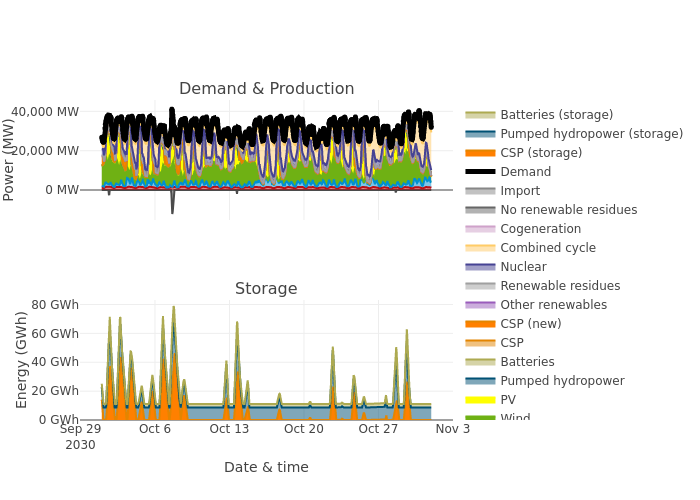 Demand & Production
40,000 MW
20,000 MW
0 MW
Power (MW)
Storage
80 GWh
60 GWh
40 GWh
20 GWh
0 GWh
Energy (GWh)
Sep 29 Oct 6 Oct 13 Oct 20 Oct 27 Nov 3
2030
Date & time
Batteries (storage)
Pumped hydropower (storage)
CSP (storage)
Demand
Import
No renewable residues
Cogeneration
Combined cycle
Nuclear
Renewable residues
Other renewables
CSP (new)
CSP
Batteries
Pumped hydropower
PV
Wind